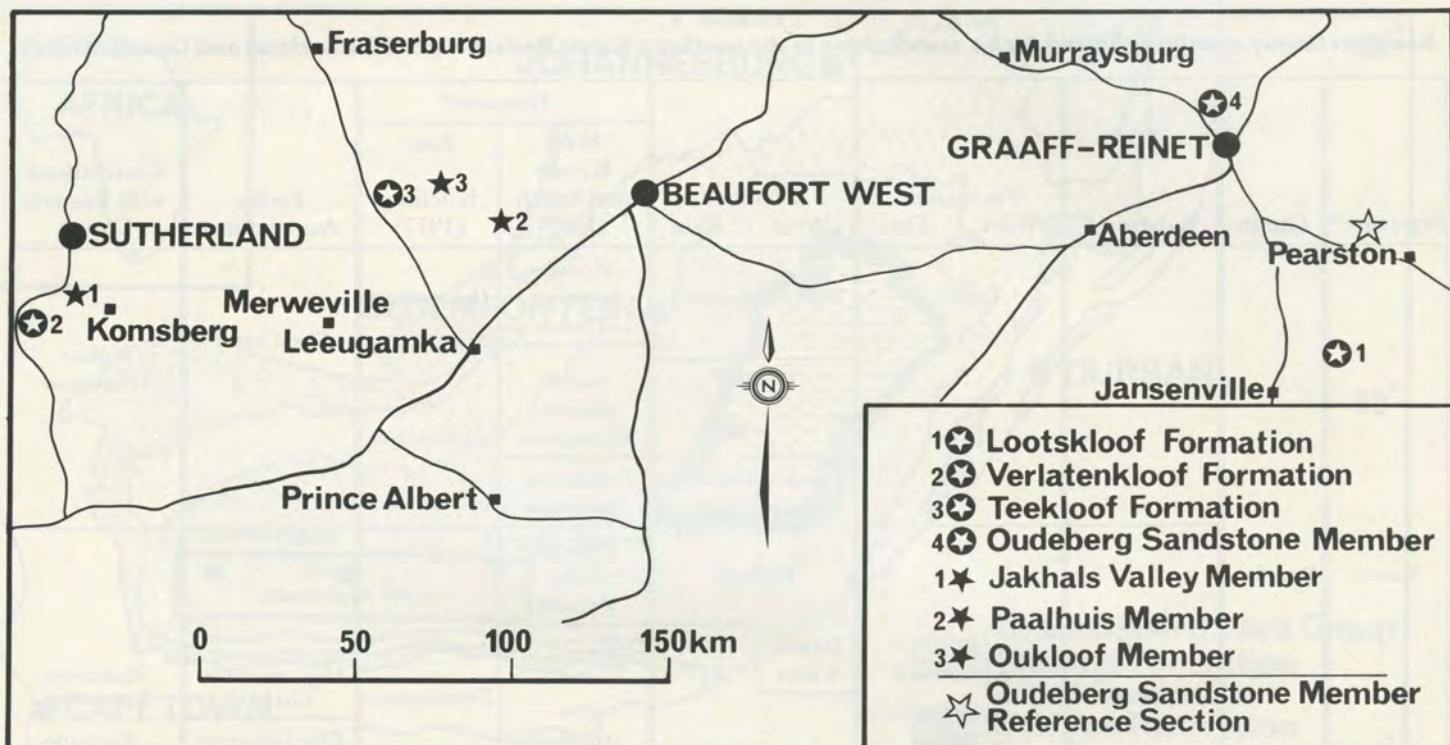 Fraserburg
Murraysburg
4
GRAAFF-REINET
3
3
BEAUFORT WEST
2
SUTHERLAND
Aberdeen
Pearston
1
2
Komsberg
Merweville
Leeugamka
N
1
Jansenville
Prince Albert
0 50 100 150km
1 Lootskloof Formation
2 Verlatenkloof Formation
3 Teekloof Formation
4 Oudeberg Sandstone Member
1 Jakhals Valley Member
2 Paalhuis Member
3 Oukloof Member
Oudeberg Sandstone Member
Reference Section